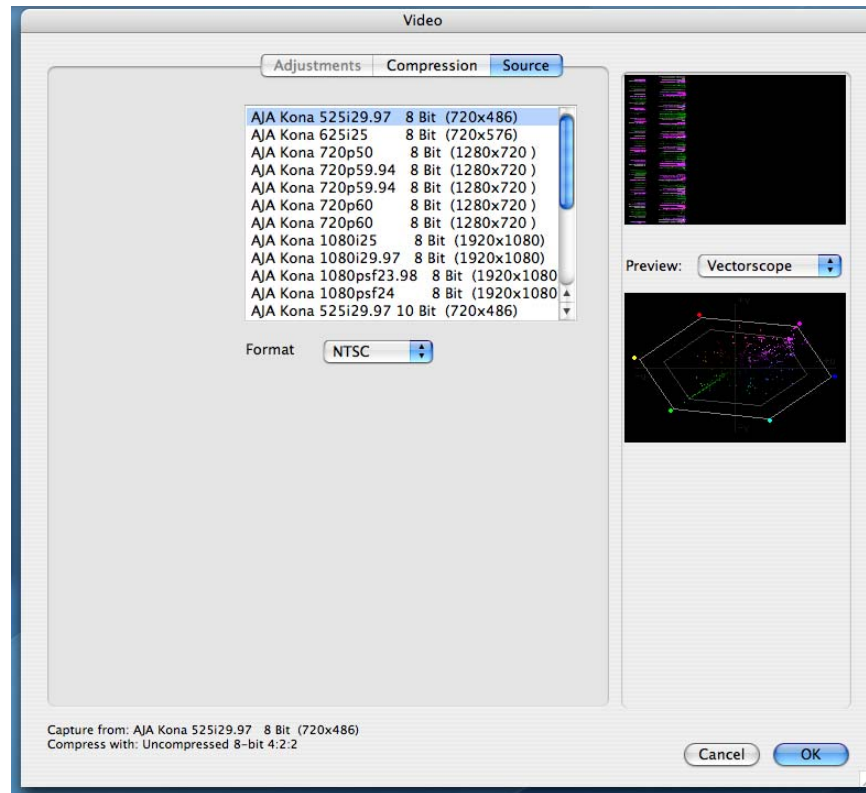 Video
Adjustments Compression Source
AJA Kona 525i29.97 8 Bit (720x486)
AJA Kona 625i25 8 Bit (720x576)
AJA Kona 720p50 8 Bit (1280x720 )
AJA Kona 720p59.94 8 Bit (1280x720 )
AJA Kona 720p59.94 8 Bit (1280x720 )
AJA Kona 720p60 8 Bit (1280x720 )
AJA Kona 720p60 8 Bit (1280x720 )
AJA Kona 1080i25 8 Bit (1920x1080)
AJA Kona 1080i29.97 8 Bit (1920x1080)
AJA Kona 1080psf23.98 8 Bit (1920x1080
AJA Kona 1080psf24 8 Bit (1920x1080
AJA Kona 525i29.97 10 Bit (720x486)
Format NTSC
Preview: Vectorscope
Capture from: AJA Kona 525i29.97 8 Bit (720x486)
Compress with: Uncompressed 8-bit 4:2:2
Cancel OK